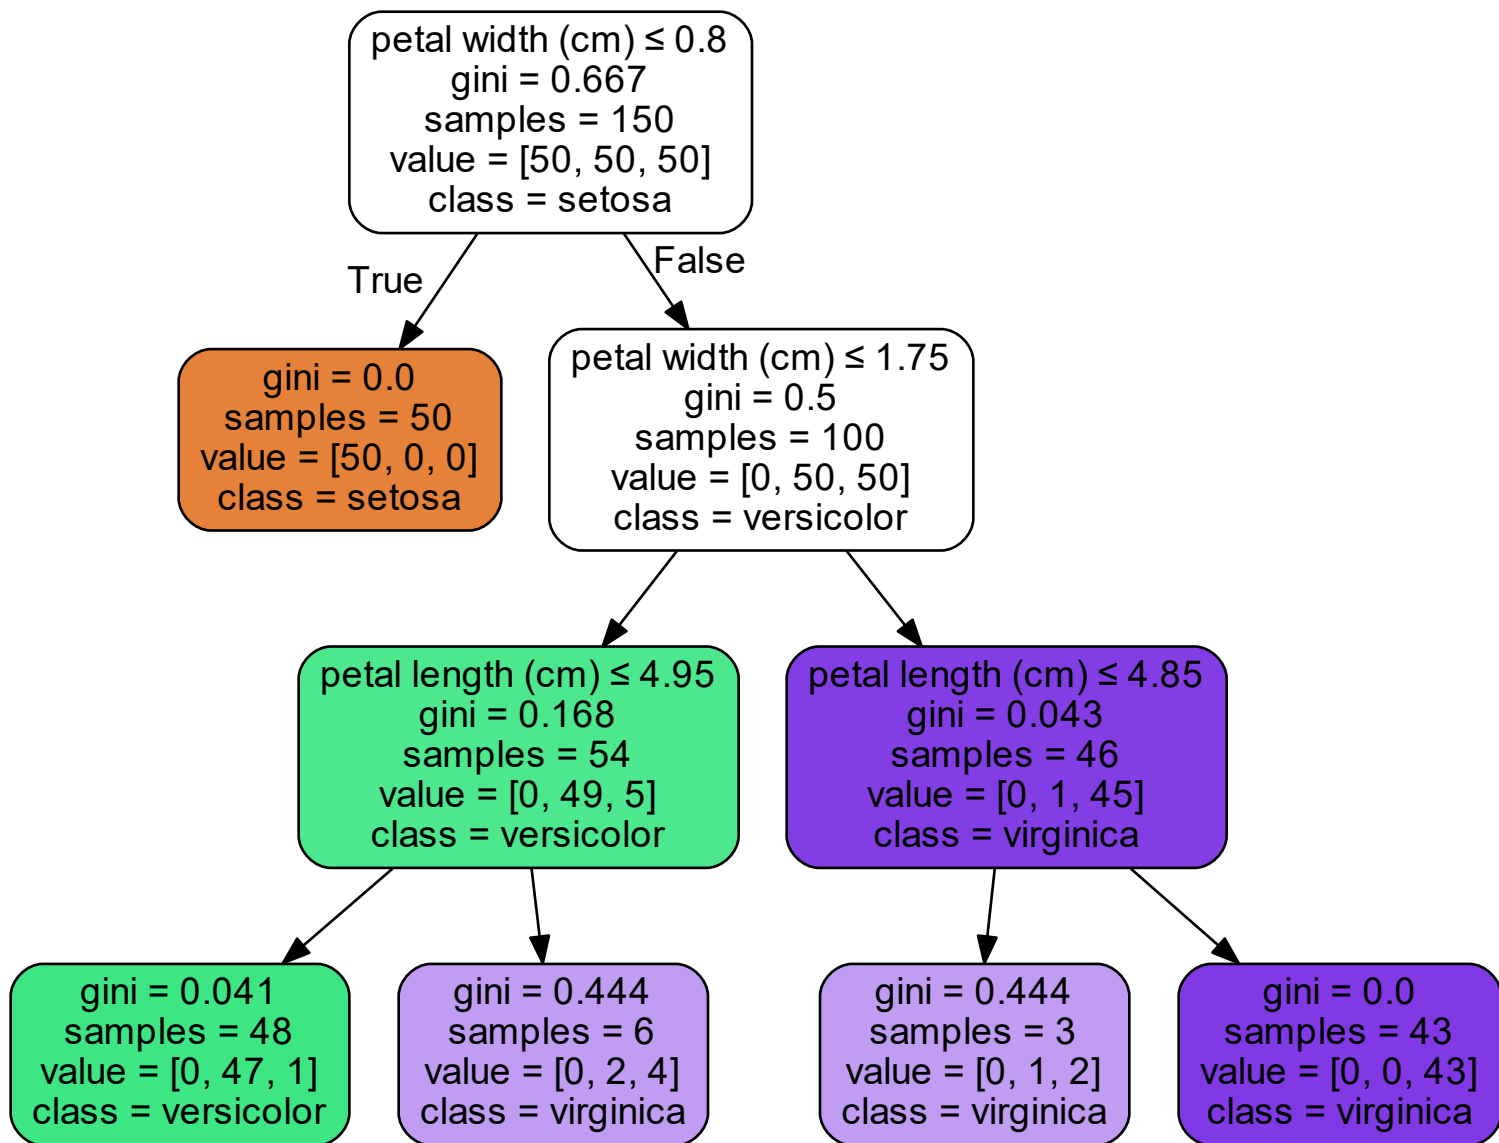 petal width (cm) ≤ 0.8
gini = 0.667
samples = 150
value = [50, 50, 50]
class = setosa
True
False
gini = 0.0
samples = 50
value = [50, 0, 0]
class = setosa
petal width (cm) ≤ 1.75
gini = 0.5
samples = 100
value = [0, 50, 50]
class = versicolor
petal length (cm) ≤ 4.95
gini = 0.168
samples = 54
value = [0, 49, 5]
class = versicolor
petal length (cm) ≤ 4.85
gini = 0.043
samples = 46
value = [0, 1, 45]
class = virginica
gini = 0.041
samples = 48
value = [0, 47, 1]
class = versicolor
gini = 0.444
samples = 6
value = [0, 2, 4]
class = virginica
gini = 0.444
samples = 3
value = [0, 1, 2]
class = virginica
gini = 0.0
samples = 43
value = [0, 0, 43]
class = virginica